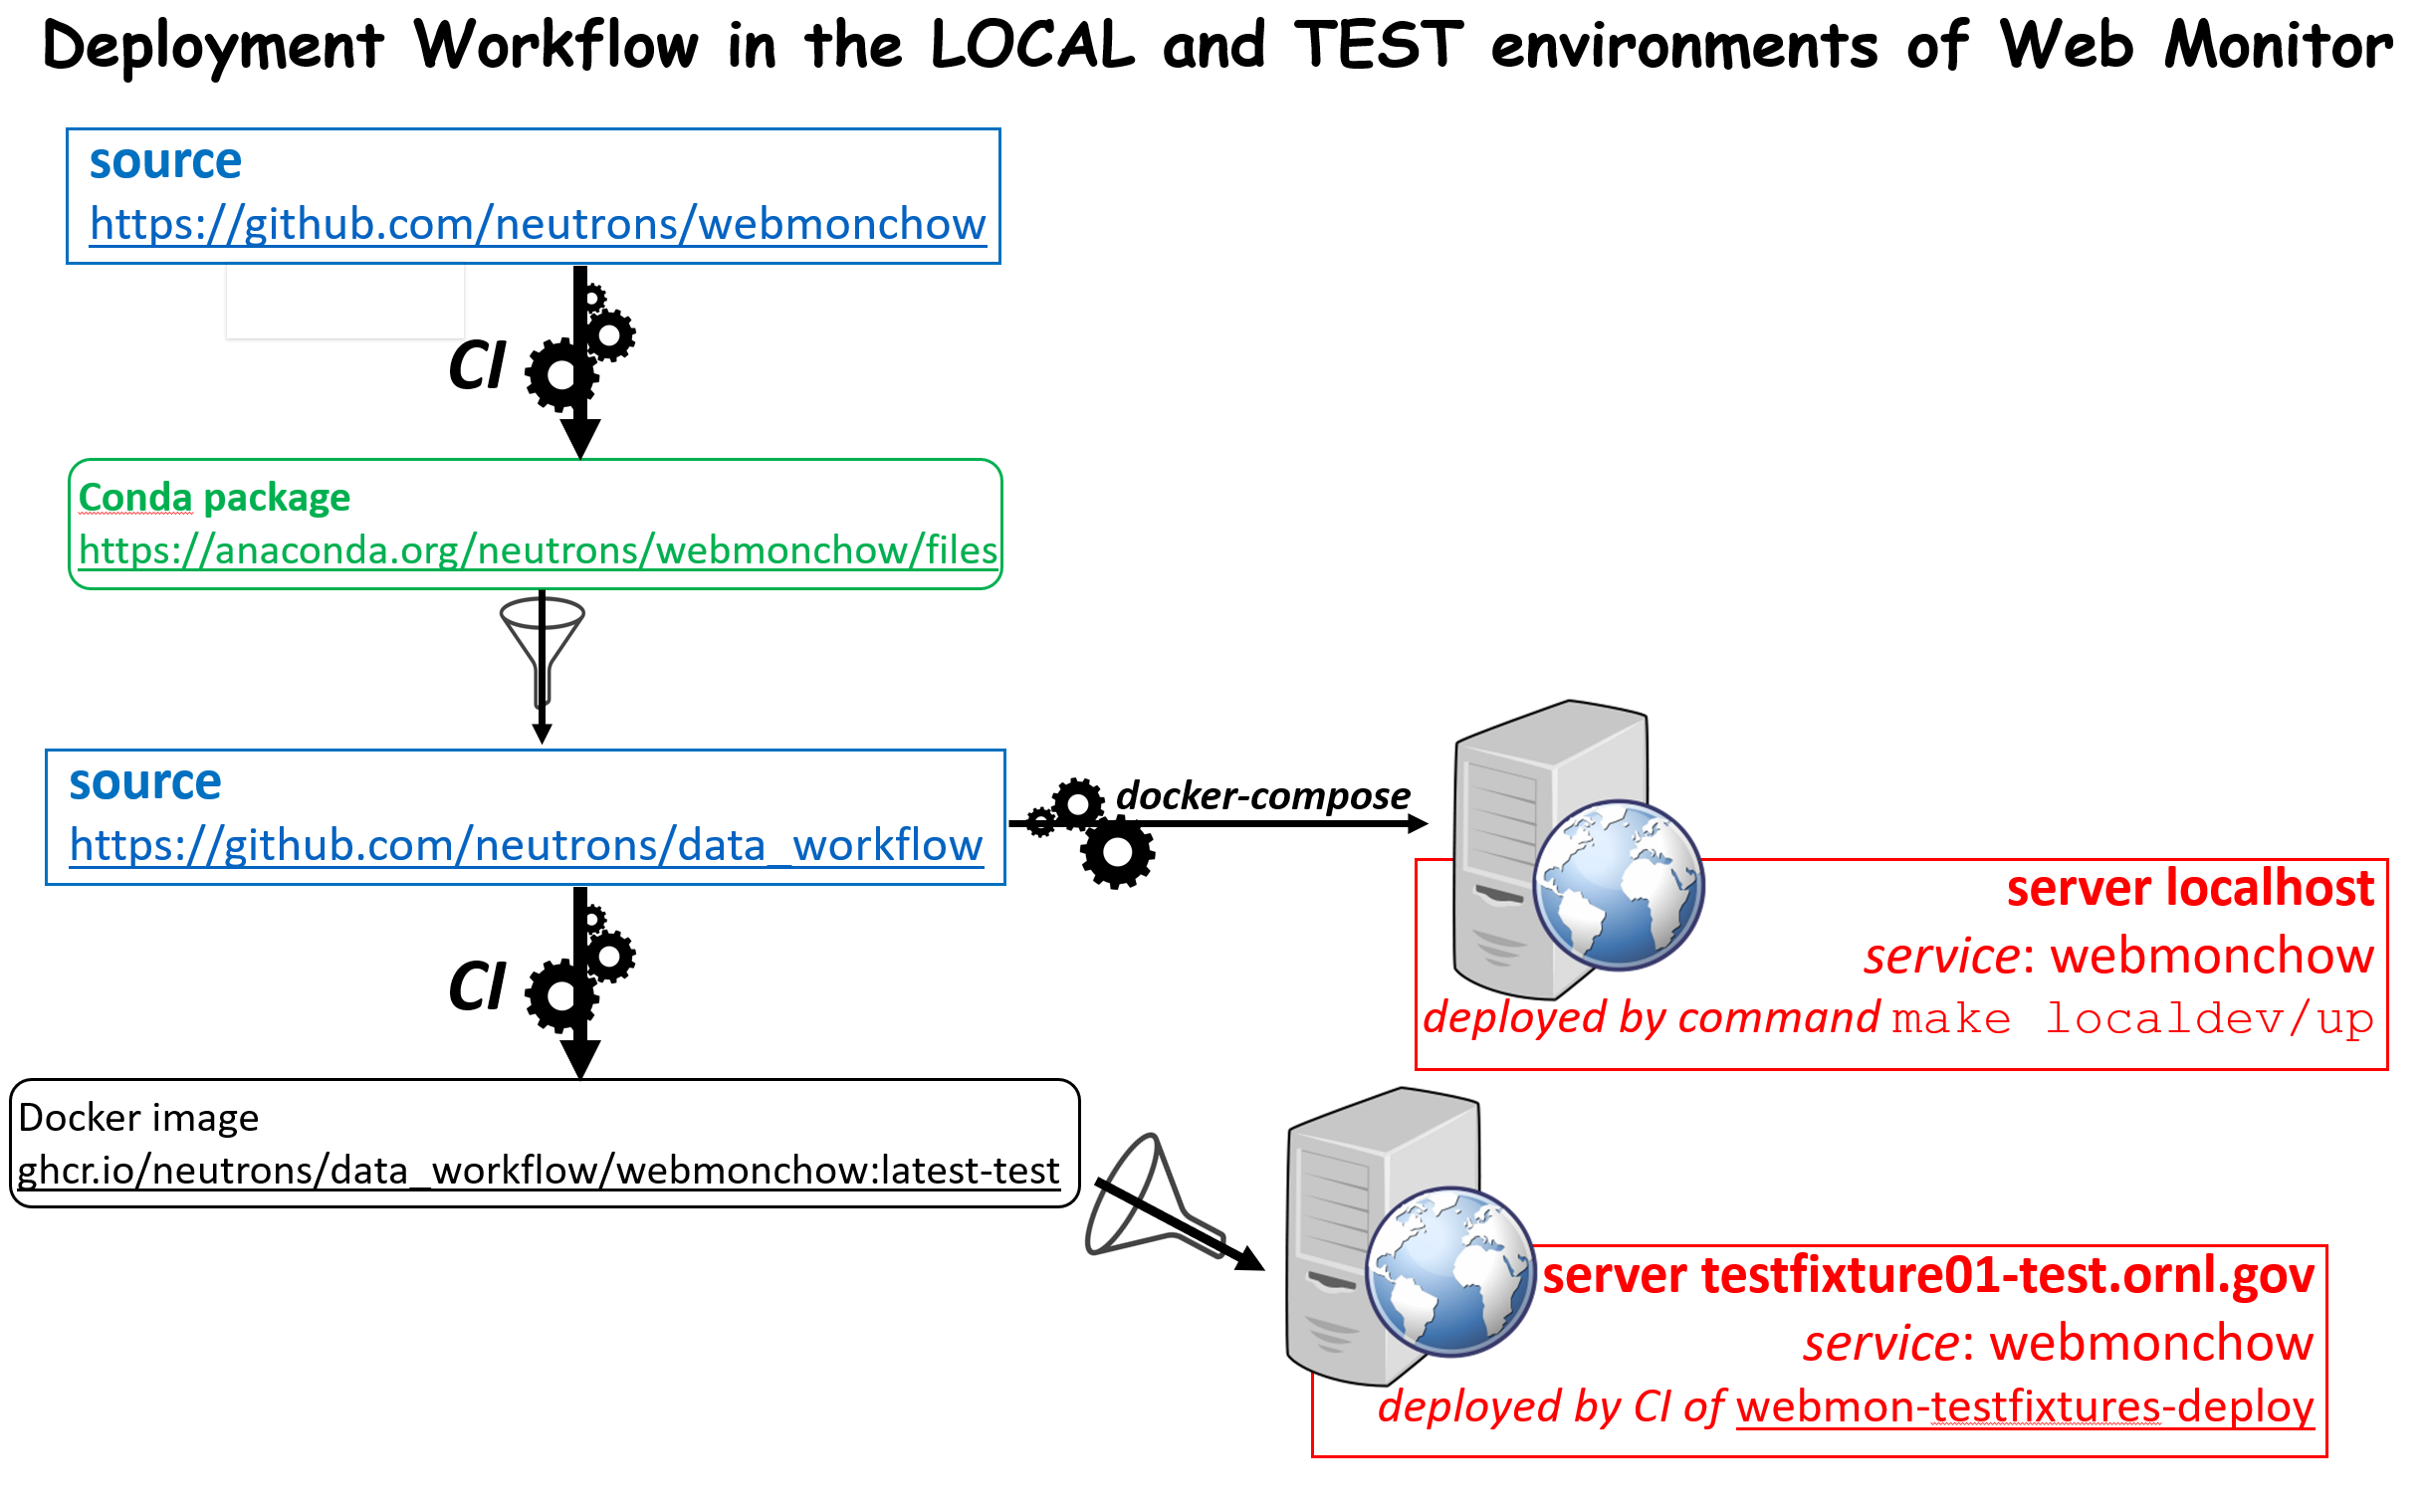 Deployment Workflow in the LOCAL and TEST environments of Web Monitor
source
https://github.com/neutrons/webmonchow
CI
Conda package
https://anaconda.org/neutrons/webmonchow/files
source
https://github.com/neutrons/data_workflow
docker-compose
server localhost
service: webmonchow
deployed by command make localdev/up
CI
Docker image
ghcr.io/neutrons/data_workflow/webmonchow:latest-test
server testfixture01-test.ornl.gov
service: webmonchow
deployed by CI of webmon-testfixtures-deploy